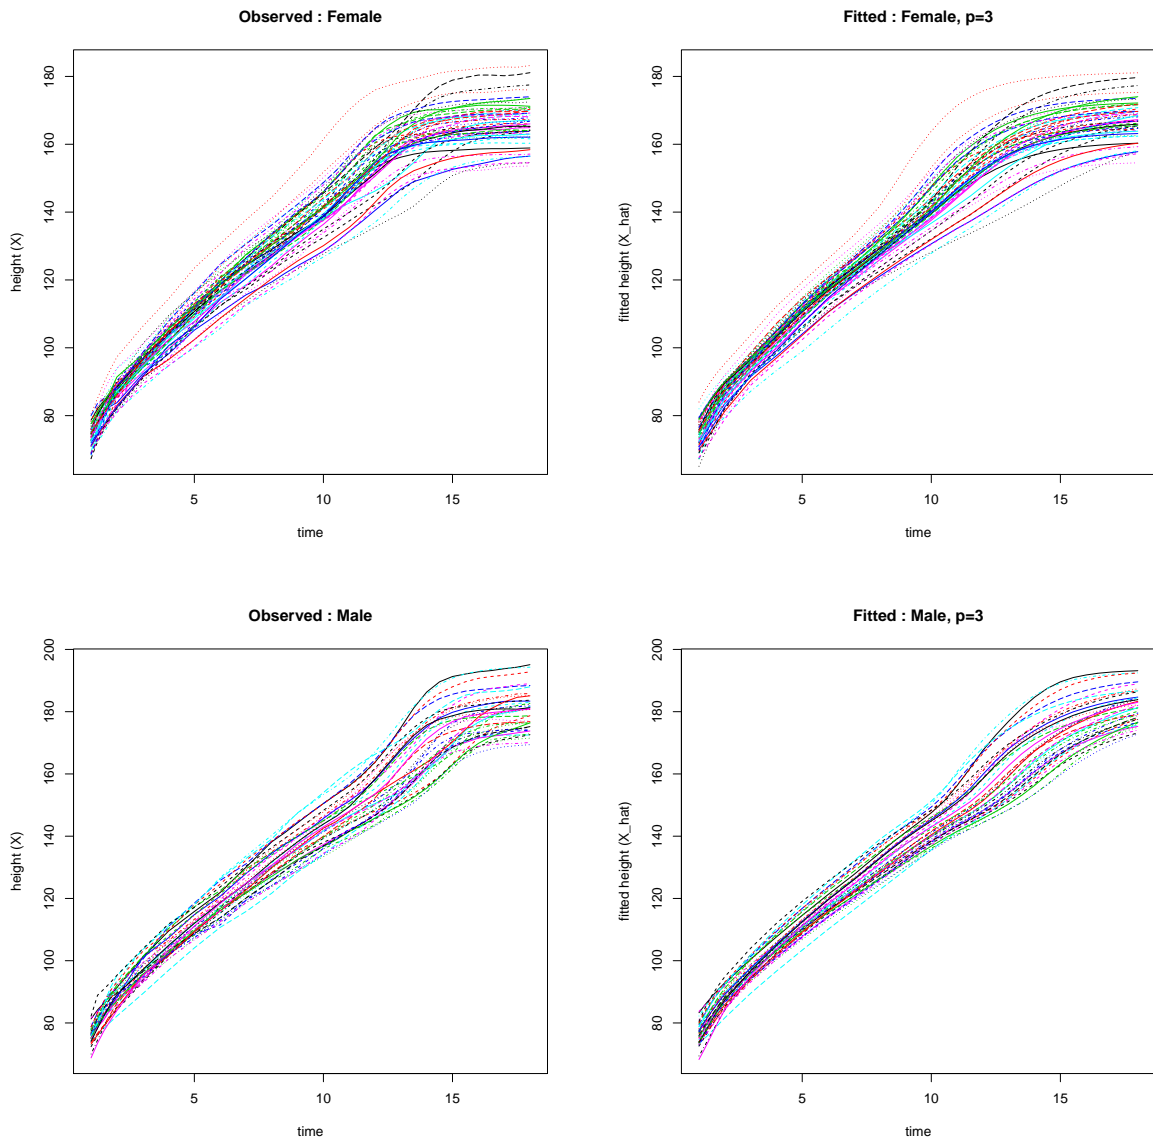 Observed : Female
height (X)
80 100 120 140 160 180
5 10 15
time
Fitted : Female, p=3
fitted height (X_hat)
80 100 120 140 160 180
5 10 15
time
Observed : Male
height (X)
80 100 120 140 160 180 200
5 10 15
time
Fitted : Male, p=3
fitted height (X_hat)
80 100 120 140 160 180 200
5 10 15
time